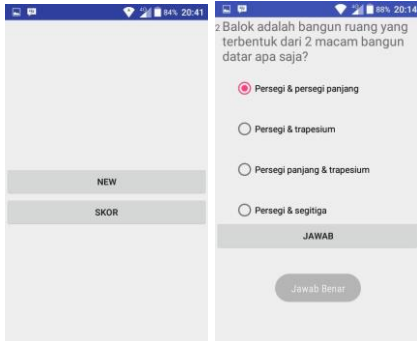 84% 20:41
NEW
SKOR
88% 20:14
2 Balok adalah bangun ruang yang
terbentuk dari 2 macam bangun
datar apa saja?
Persegi & persegi panjang
Persegi & trapesium
Persegi panjang & trapesium
Persegi & segitiga
JAWAB
Jawab Benar